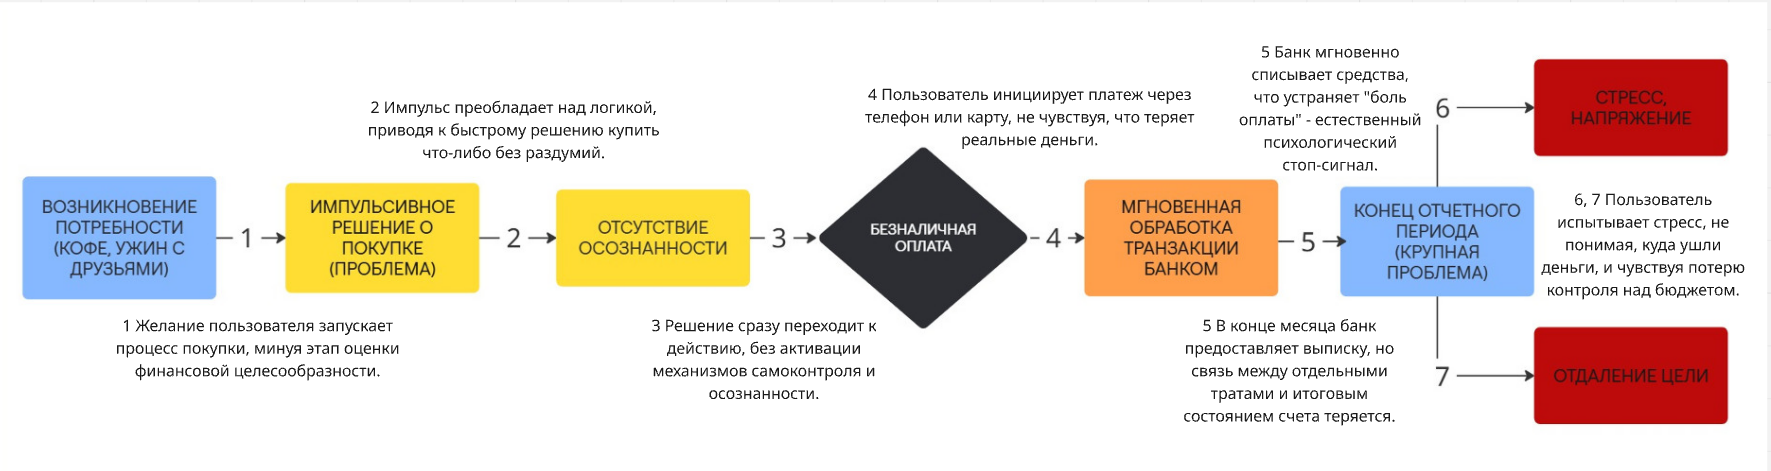 ВОЗНИКНОВЕНИЕ
ПОТРЕБНОСТИ
(КОФЕ, УЖИН С
ДРУЗЬЯМИ)
1
1 Желание пользователя запускает
процесс покупки, минуя этап оценки
финансовой целесообразности.
ИМПУЛЬСИВНОЕ
РЕШЕНИЕ О
ПОКУПКЕ
(ПРОБЛЕМА)
2
2 Импульс преобладает над логикой,
приводя к быстрому решению купить
что-либо без раздумий.
ОТСУТСТВИЕ
ОСОЗНАННОСТИ
3
3 Решение сразу переходит к
действию, без активации
механизмов самоконтроля и
осознанности.
БЕЗНАЛИЧНАЯ
ОПЛАТА
4
4 Пользователь инициирует платеж через
телефон или карту, не чувствуя, что теряет
реальные деньги.
МГНОВЕННАЯ
ОБРАБОТКА
ТРАНЗАКЦИИ
БАНКОМ
5
5 Банк мгновенно
списывает средства,
что устраняет "боль
оплаты" - естественный
психологический
стоп-сигнал.
5 В конце месяца банк
предоставляет выписку, но
связь между отдельными
тратами и итоговым
состоянием счета теряется.
КОНЕЦ ОТЧЕТНОГО
ПЕРИОДА
(КРУПНАЯ
ПРОБЛЕМА)
6
СТРЕСС,
НАПРЯЖЕНИЕ
6, 7 Пользователь
испытывает стресс, не
понимая, куда ушли
деньги, и чувствуя потерю
контроля над бюджетом.
7
ОТДАЛЕНИЕ ЦЕЛИ